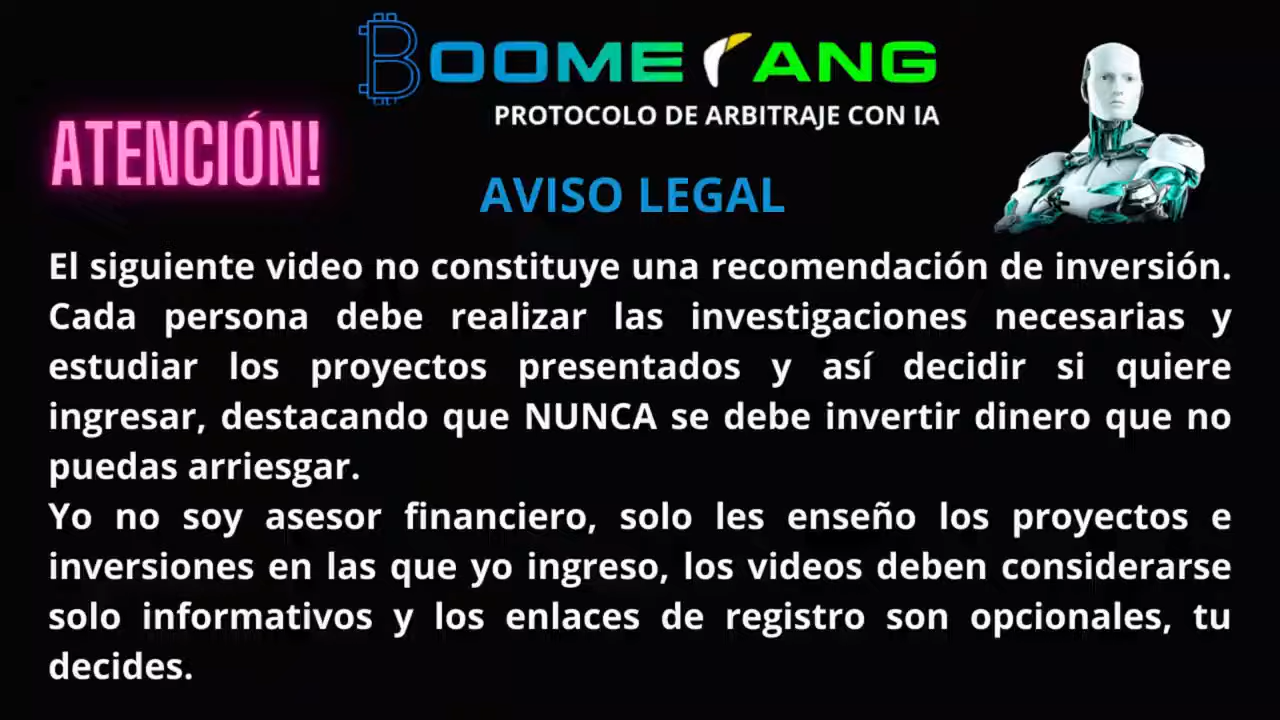 BOOMERANG
PROTOCOLO DE ARBITRAJE CON IA
ATENCIÓN!
AVISO LEGAL
El siguiente video no constituye una recomendación de inversión.
Cada persona debe realizar las investigaciones necesarias y
estudiar los proyectos presentados y así decidir si quiere
ingresar, destacando que NUNCA se debe invertir dinero que no
puedas arriesgar.
Yo no soy asesor financiero, solo les enseño los proyectos e
inversiones en las que yo ingreso, los videos deben considerarse
solo informativos y los enlaces de registro son opcionales, tu
decides.